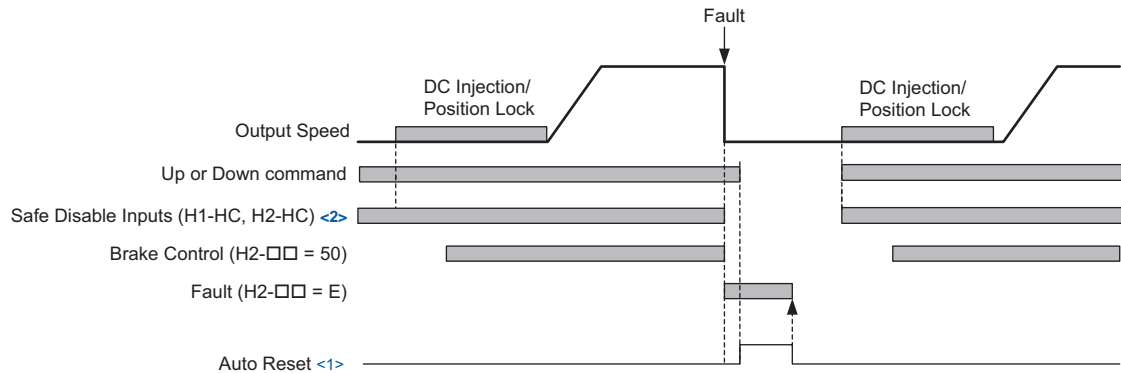 Fault
DC Injection/
Position Lock
DC Injection/
Position Lock
Output Speed
Up or Down command
Safe Disable Inputs (H1-HC, H2-HC) <2>
Brake Control (H2-□□ = 50)
Fault (H2-□□ = E)
Auto Reset <1>